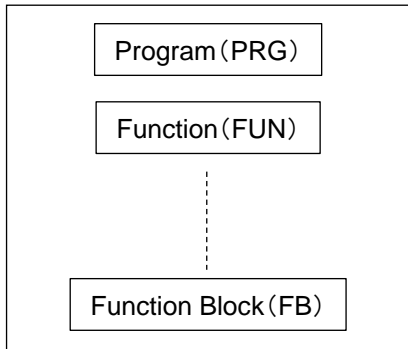 Program（PRG）
Function（FUN）
Function Block（FB）